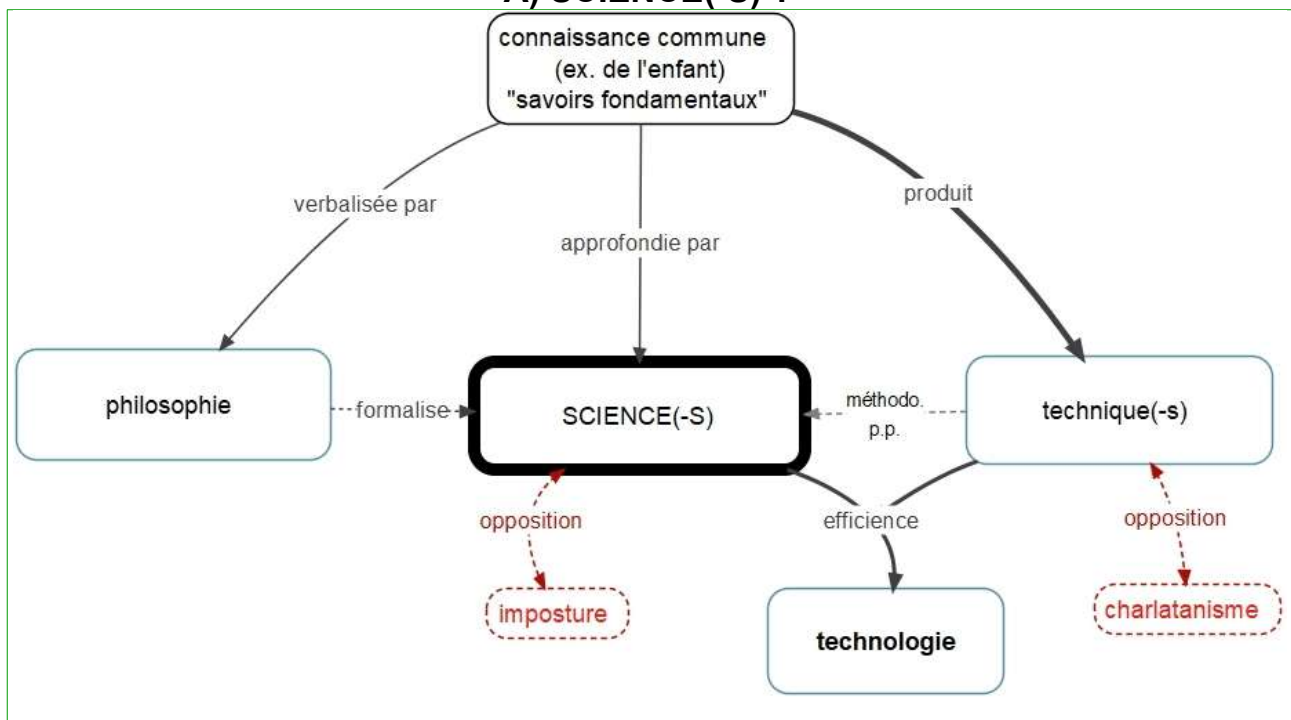 connaissance commune
(ex. de l'enfant)
"savoirs fondamentaux"
verbalisée par
approfondie par
produit
philosophie
formalise
SCIENCE(-S)
méthodo.
p.p.
technique(-s)
opposition
efficience
opposition
imposture
technologie
charlatanisme